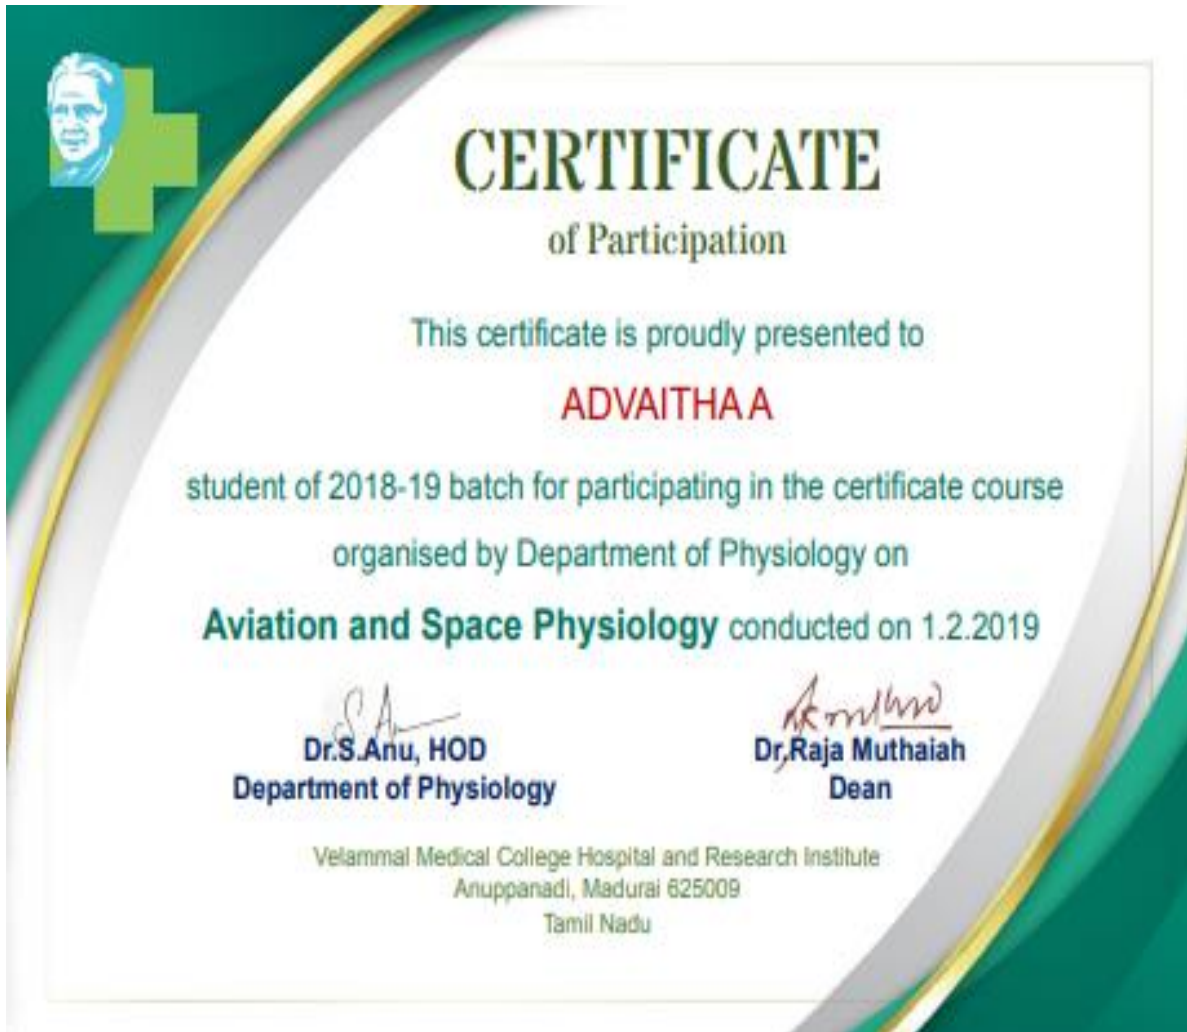 CERTIFICATE
of Participation
This certificate is proudly presented to
ADVAITHA A
student of 2018-19 batch for participating in the certificate course
organised by Department of Physiology on
Aviation and Space Physiology conducted on 1.2.2019
Dr.S.Anu, HOD
Department of Physiology
Dr,Raja Muthaiah
Dean
Velammal Medical College Hospital and Research Institute
Anuppanadi, Madurai 625009
Tamil Nadu